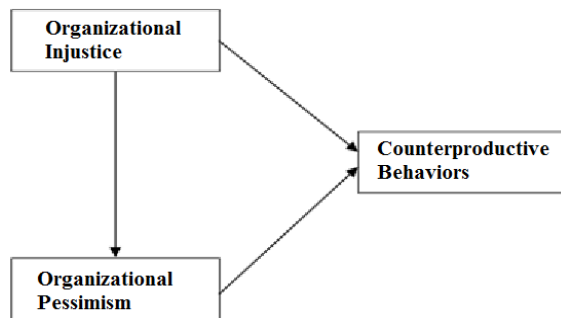 Organizational
Injustice
Counterproductive
Behaviors
Organizational
Pessimism